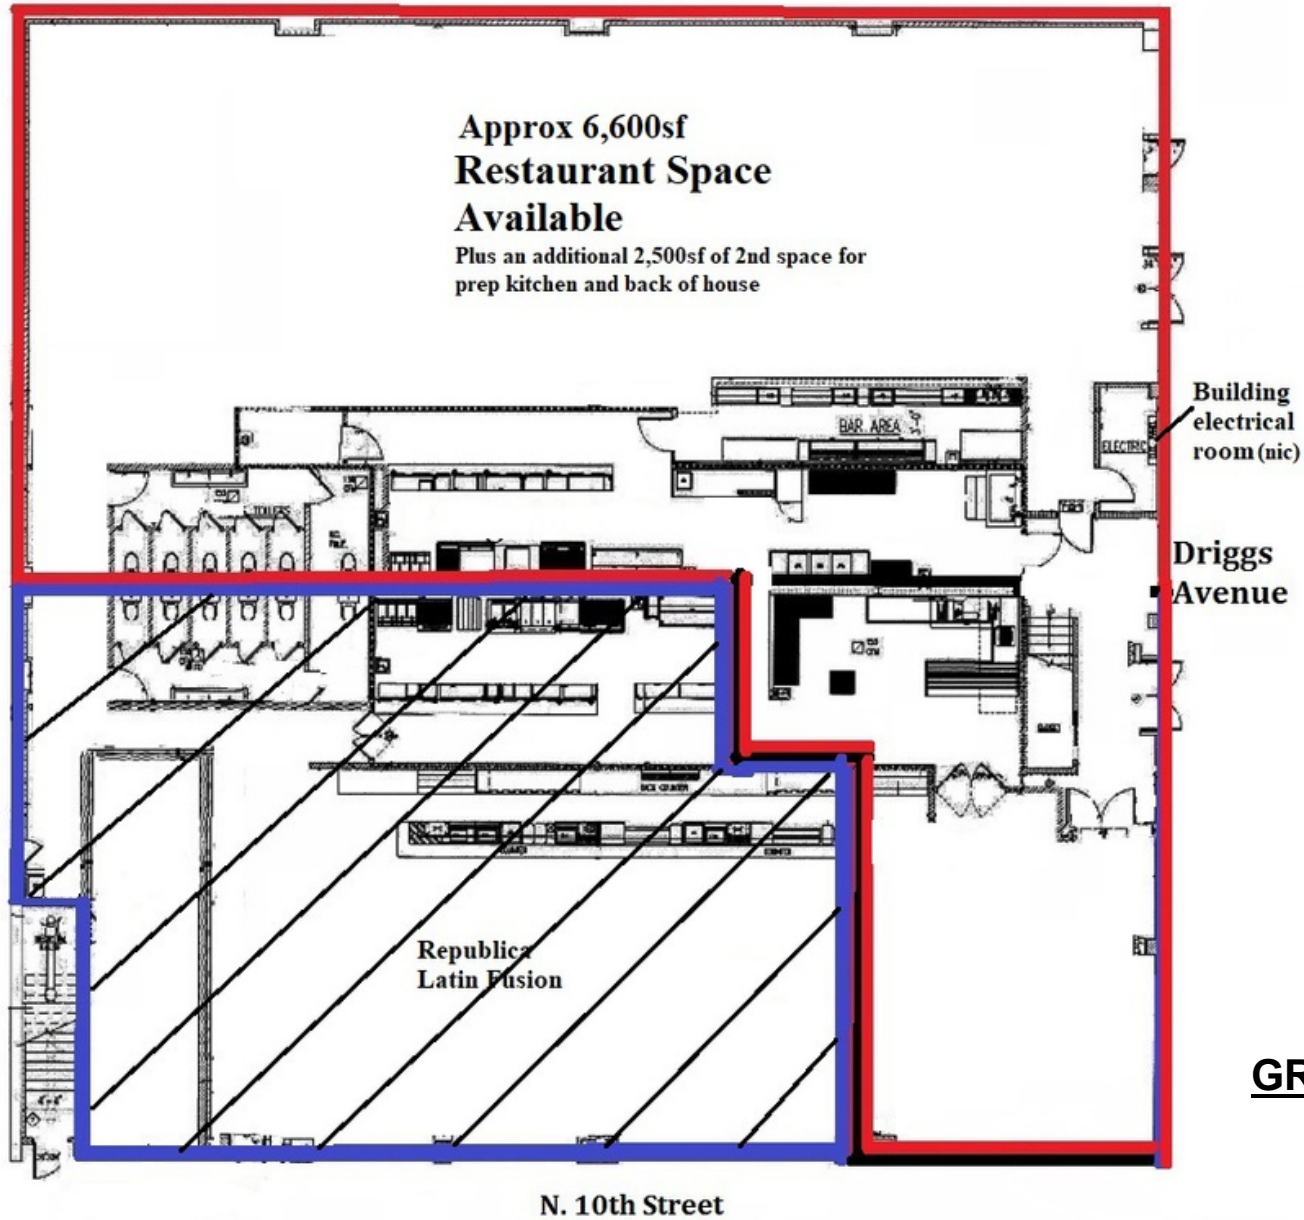 Approx 6,600sf
Restaurant Space
Available
Plus an additional 2,500sf of 2nd space for
prep kitchen and back of house
Building
electrical
room (nic)
BAR AREA
ELECTRIC
TOILETS
Driggs
Avenue
COUNTER
Republica
Latin Fusion
GR
N. 10th Street